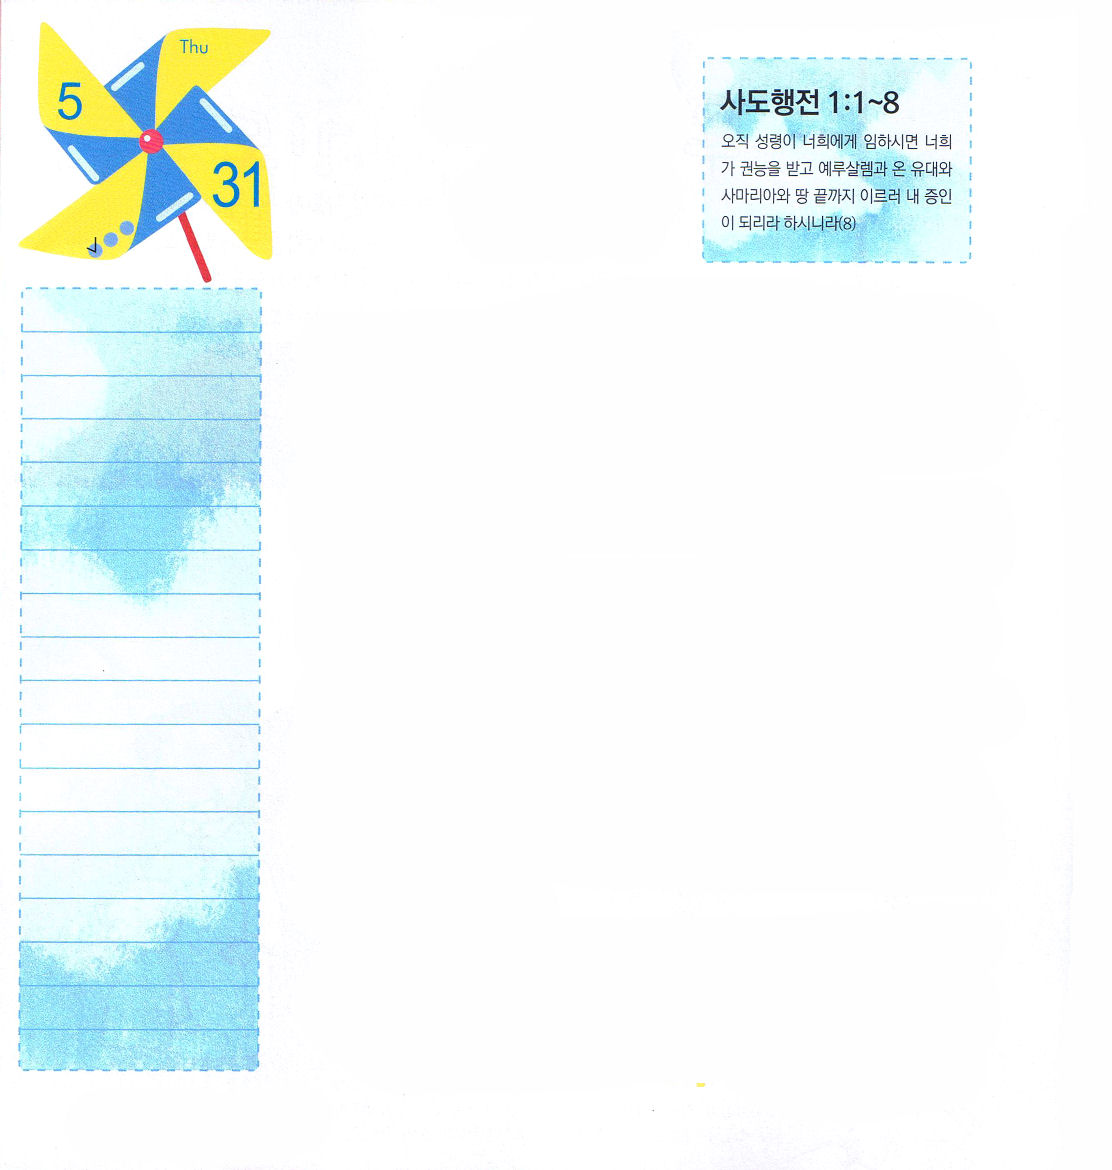 Thu
5
31
사도행전 1:1~8
오직 성령이 너희에게 임하시면 너희
가 권능을 받고 예루살렘과 온 유대와
사마리아와 땅 끝까지 이르러 내 증인
이 되리라 하시니라(8)